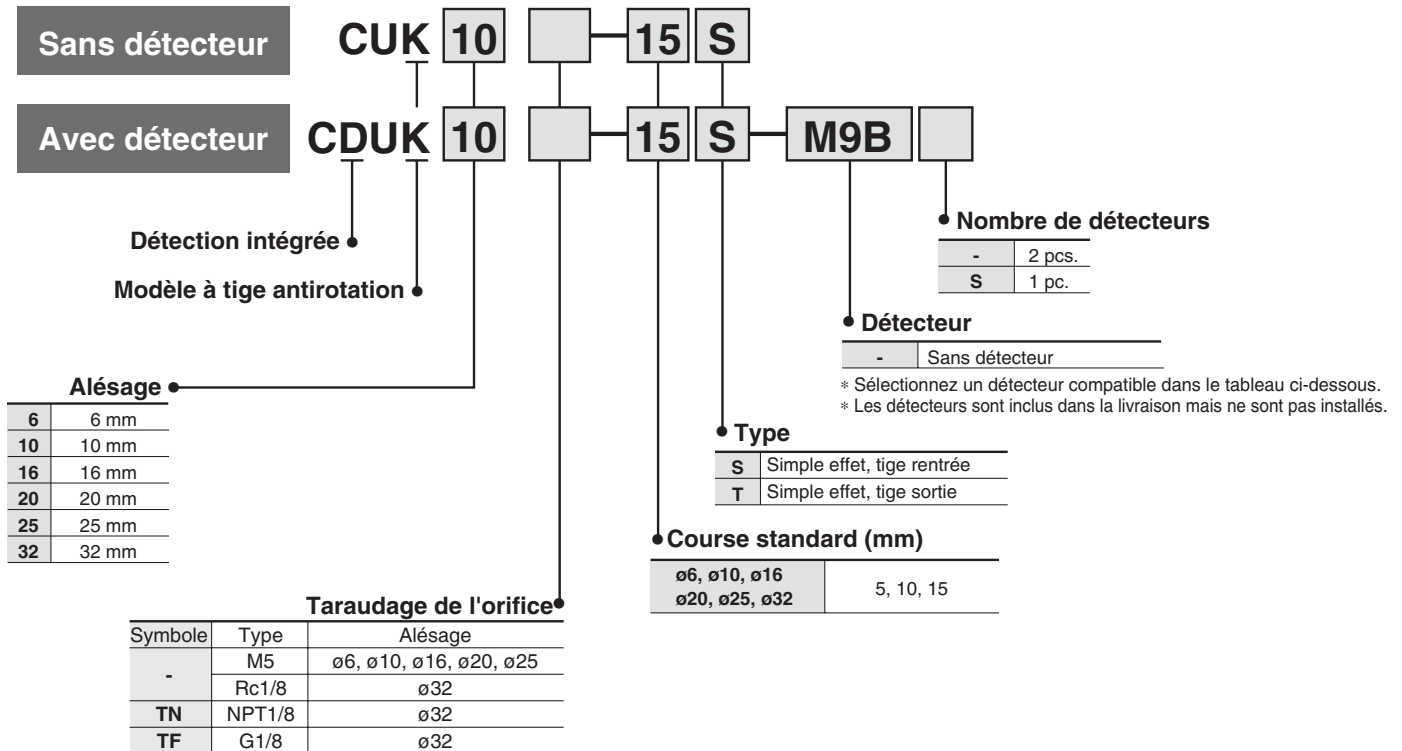 Sans détecteur CUK 10 15 S
Avec détecteur CDUK 10 15 S M9B
Détection intégrée
Modèle à tige antirotation
Nombre de détecteurs
- 2 pcs.
S 1 pc.
Détecteur
- Sans détecteur
* Sélectionnez un détecteur compatible dans le tableau ci-dessous.
* Les détecteurs sont inclus dans la livraison mais ne sont pas installés.
Alésage
6 6 mm
10 10 mm
16 16 mm
20 20 mm
25 25 mm
32 32 mm
Type
S Simple effet, tige rentrée
T Simple effet, tige sortie
Course standard (mm)
ø6, ø10, ø16
ø20, ø25, ø32
5, 10, 15
Taraudage de l'orifice
Symbole Type Alésage
- M5 ø6, ø10, ø16, ø20, ø25
Rc1/8 ø32
TN NPT1/8 ø32
TF G1/8 ø32